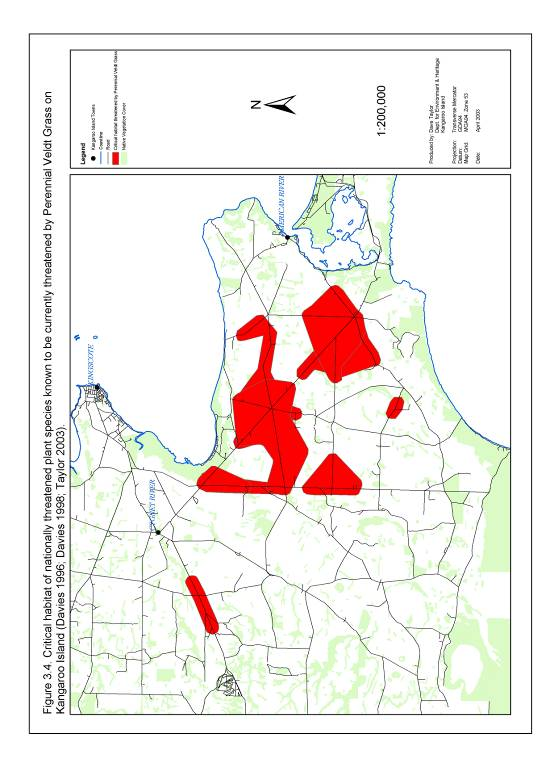 Figure 3.4. Critical habitat of nationally threatened plant species known to be currently threatened by Perennial Veldt Grass on
Kangaroo Island (Davies 1996; Davies 1998; Taylor 2003).
KINGSCOTE
CYGNET RIVER
AMERICAN RIVER
Legend
Kangaroo Island Towns
Coastline
Road
Critical habitat threatened by Perennial Veldt Grass
Native Vegetation Cover
N
1:200,000
Produced by: Dave Taylor
Dept. for Environment & Heritage
Kangaroo Island
Projection: Transverse Mercator
Datum: GDA94
Map Grid: MGA94 Zone 53
Date: April 2003